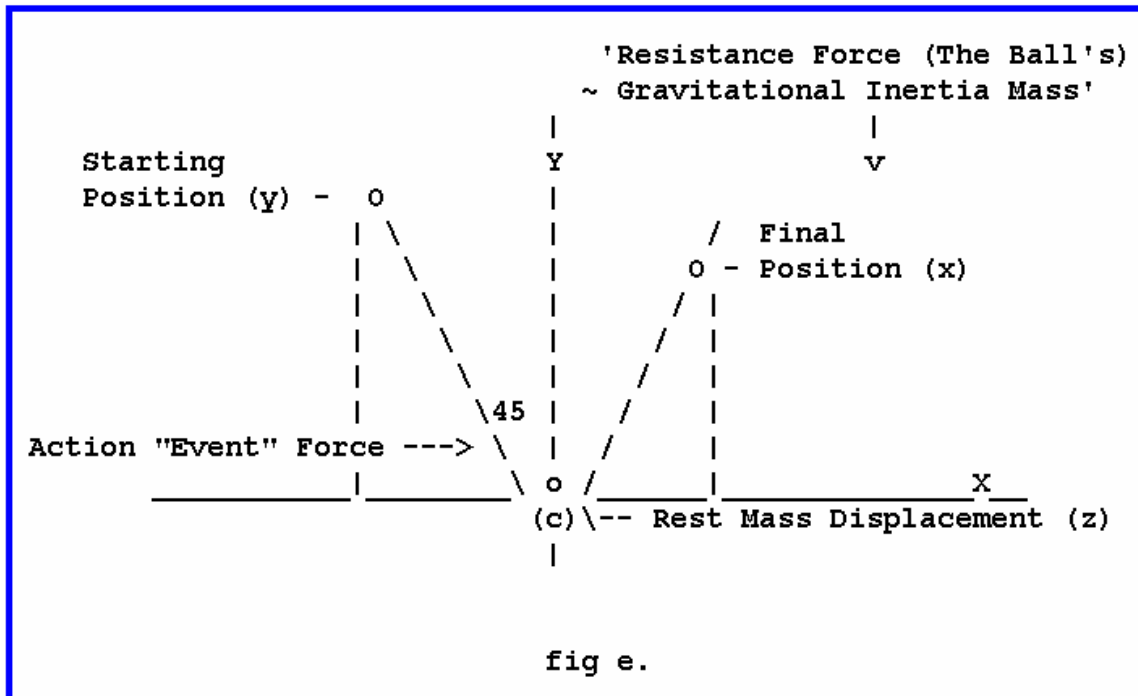 'Resistance Force (The Ball's)
~ Gravitational Inertia Mass'
Starting
Position (y) - O
Y
v
Final
O - Position (x)
45
Action "Event" Force --->
o
X
(c)\-- Rest Mass Displacement (z)
fig e.